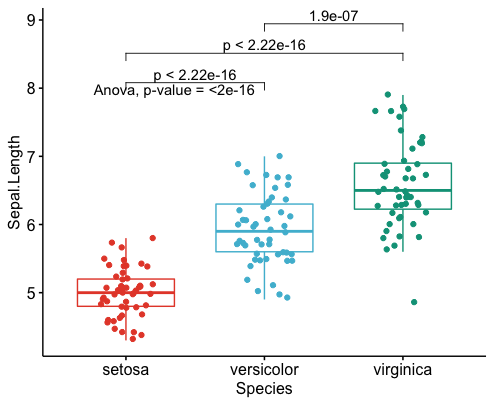 9
1.9e-07
p < 2.22e-16
8
p < 2.22e-16
Anova, p-value = <2e-16
7
Sepal.Length
6
5
setosa versicolor virginica
Species